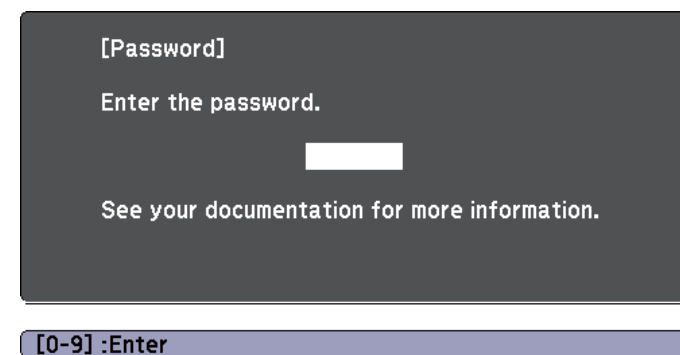 [Password]
Enter the password.
See your documentation for more information.
[0-9] :Enter